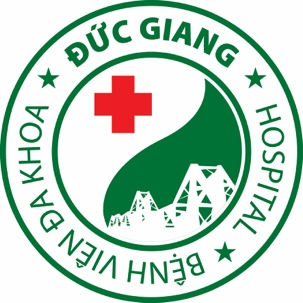 ĐỨC GIANG
HOSPITAL
BỆNH VIỆN ĐA KHOA